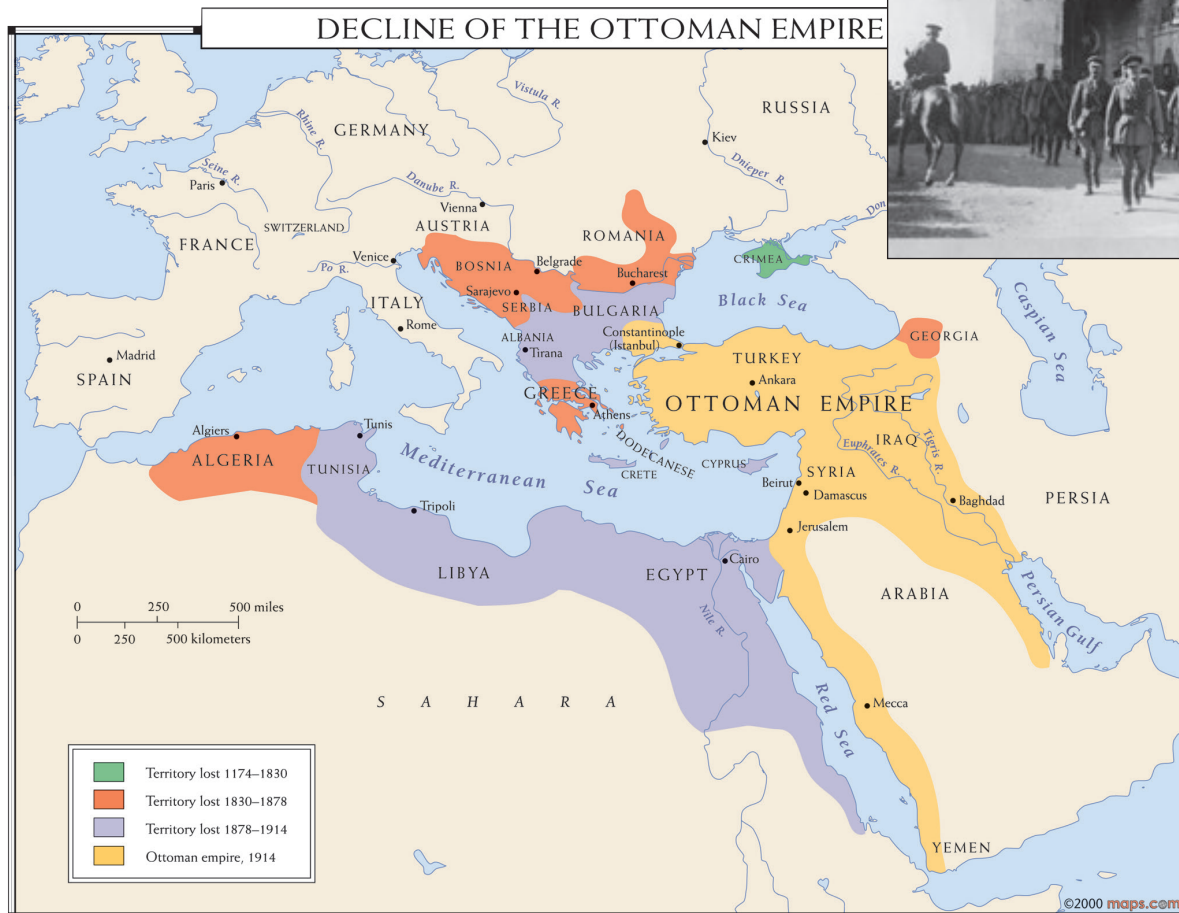 DECLINE OF THE OTTOMAN EMPIRE
RUSSIA
Vistula R.
Rhine R.
GERMANY
Kiev
Dnieper R.
Seine R.
Paris
Danube R.
Vienna
Don
AUSTRIA
SWITZERLAND
FRANCE
ROMANIA
Venice
Po R.
BOSNIA
Belgrade
CRIMEA
Bucharest
Sarajevo
ITALY
SERBIA
BULGARIA
Black Sea
Caspian Sea
Rome
ALBANIA
Constantinople
(Istanbul)
GEORGIA
Tirana
TURKEY
Madrid
SPAIN
Ankara
GREECE
OTTOMAN EMPIRE
Athens
Algiers
Tunis
DODECANESE
IRAQ
Tigris R.
Euphrates R.
ALGERIA
TUNISIA
Mediterranean Sea
CRETE
CYPRUS
SYRIA
Beirut
Damascus
PERSIA
Baghdad
Tripoli
Jerusalem
LIBYA
EGYPT
Cairo
ARABIA
Persian Gulf
0 250 500 miles
0 250 500 kilometers
Nile R.
Red Sea
SAHARA
Mecca
Territory lost 1174–1830
Territory lost 1830–1878
Territory lost 1878–1914
Ottoman empire, 1914
YEMEN
©2000 maps.com